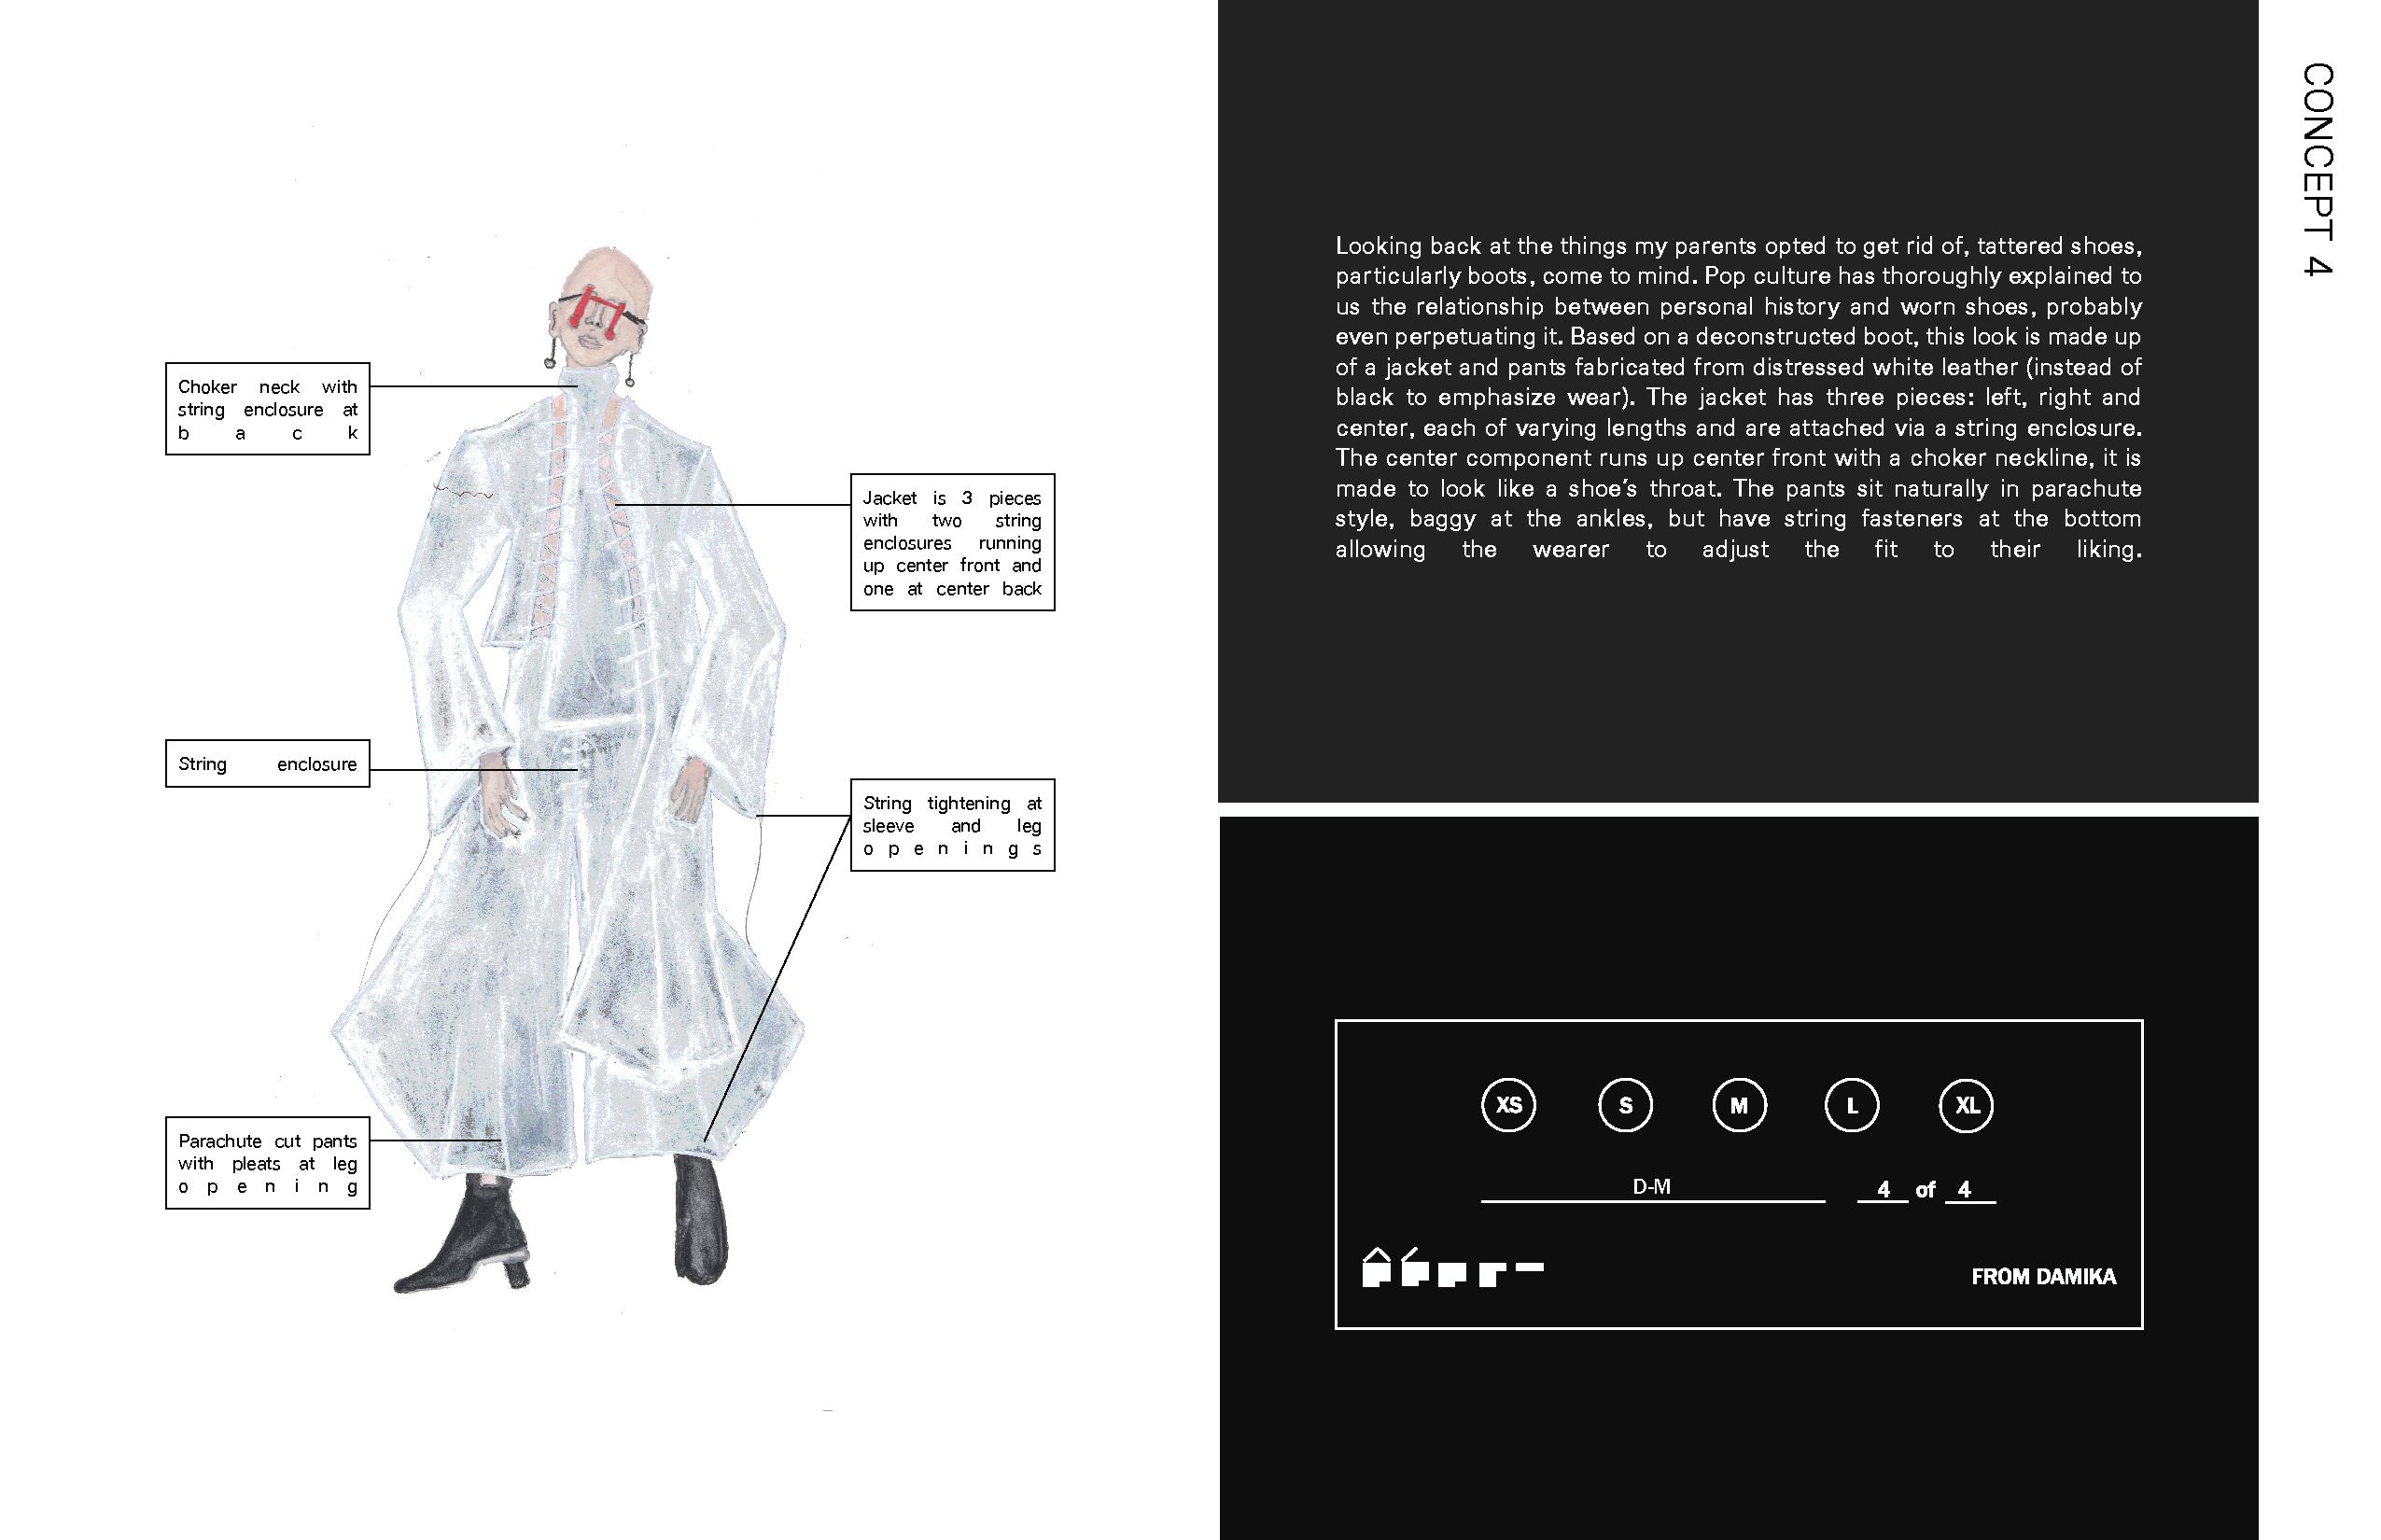 CONCEPT 4
Choker neck with
string enclosure at
back
Jacket is 3 pieces
with two string
enclosures running
up center front and
one at center back
String enclosure
String tightening at
sleeve and leg
openings
Parachute cut pants
with pleats at leg
opening
Looking back at the things my parents opted to get rid of, tattered shoes,
particularly boots, come to mind. Pop culture has thoroughly explained to
us the relationship between personal history and worn shoes, probably
even perpetuating it. Based on a deconstructed boot, this look is made up
of a jacket and pants fabricated from distressed white leather (instead of
black to emphasize wear). The jacket has three pieces: left, right and
center, each of varying lengths and are attached via a string enclosure.
The center component runs up center front with a choker neckline, it is
made to look like a shoe's throat. The pants sit naturally in parachute
style, baggy at the ankles, but have string fasteners at the bottom
allowing the wearer to adjust the fit to their liking.
XS S M L XL
D-M 4 of 4
FROM DAMIKA